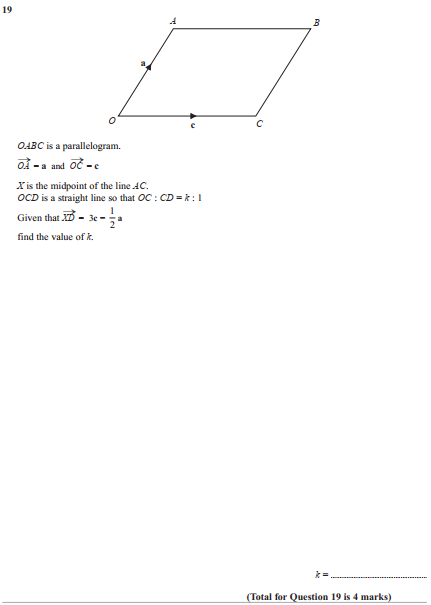 19
A
B
a
O
c
C
OABC is a parallelogram.
OA = a and OC = c
X is the midpoint of the line AC.
OCD is a straight line so that OC : CD = k : 1
Given that XD = 3c − 1/2 a
find the value of k.
k =
(Total for Question 19 is 4 marks)